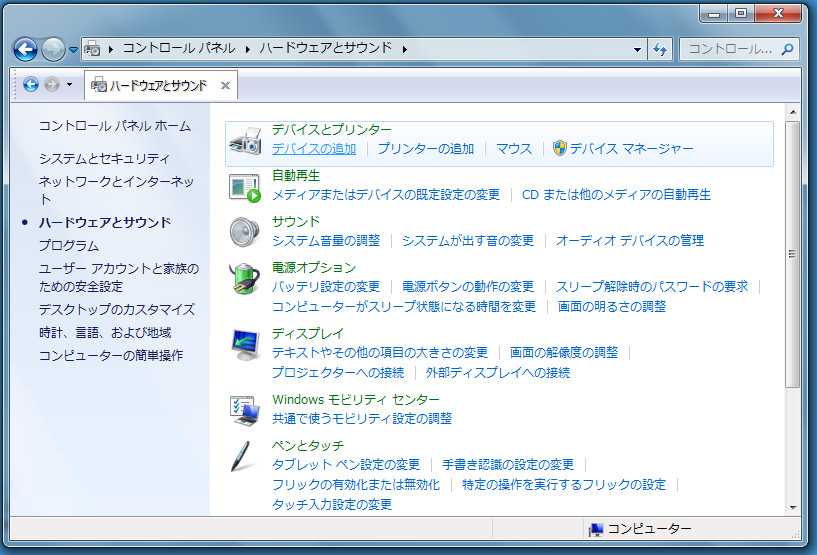 コントロール パネル ハードウェアとサウンド コントロール...
ハードウェアとサウンド
コントロール パネル ホーム
システムとセキュリティ
ネットワークとインターネッ
ト
ハードウェアとサウンド
プログラム
ユーザー アカウントと家族の
ための安全設定
デスクトップのカスタマイズ
時計、言語、および地域
コンピューターの簡単操作
デバイスとプリンター
デバイスの追加 プリンターの追加 マウス デバイス マネージャー
自動再生
メディアまたはデバイスの既定設定の変更 CD または他のメディアの自動再生
サウンド
システム音量の調整 システムが出す音の変更 オーディオ デバイスの管理
電源オプション
バッテリ設定の変更 電源ボタンの動作の変更 スリープ解除時のパスワードの要求
コンピューターがスリープ状態になる時間を変更 画面の明るさの調整
ディスプレイ
テキストやその他の項目の大きさの変更 画面の解像度の調整
プロジェクターへの接続 外部ディスプレイへの接続
Windows モビリティ センター
共通で使うモビリティ設定の調整
ペンとタッチ
タブレット ペン設定の変更 手書き認識の設定の変更
フリックの有効化または無効化 特定の操作を実行するフリックの設定
タッチ入力設定の変更
コンピューター